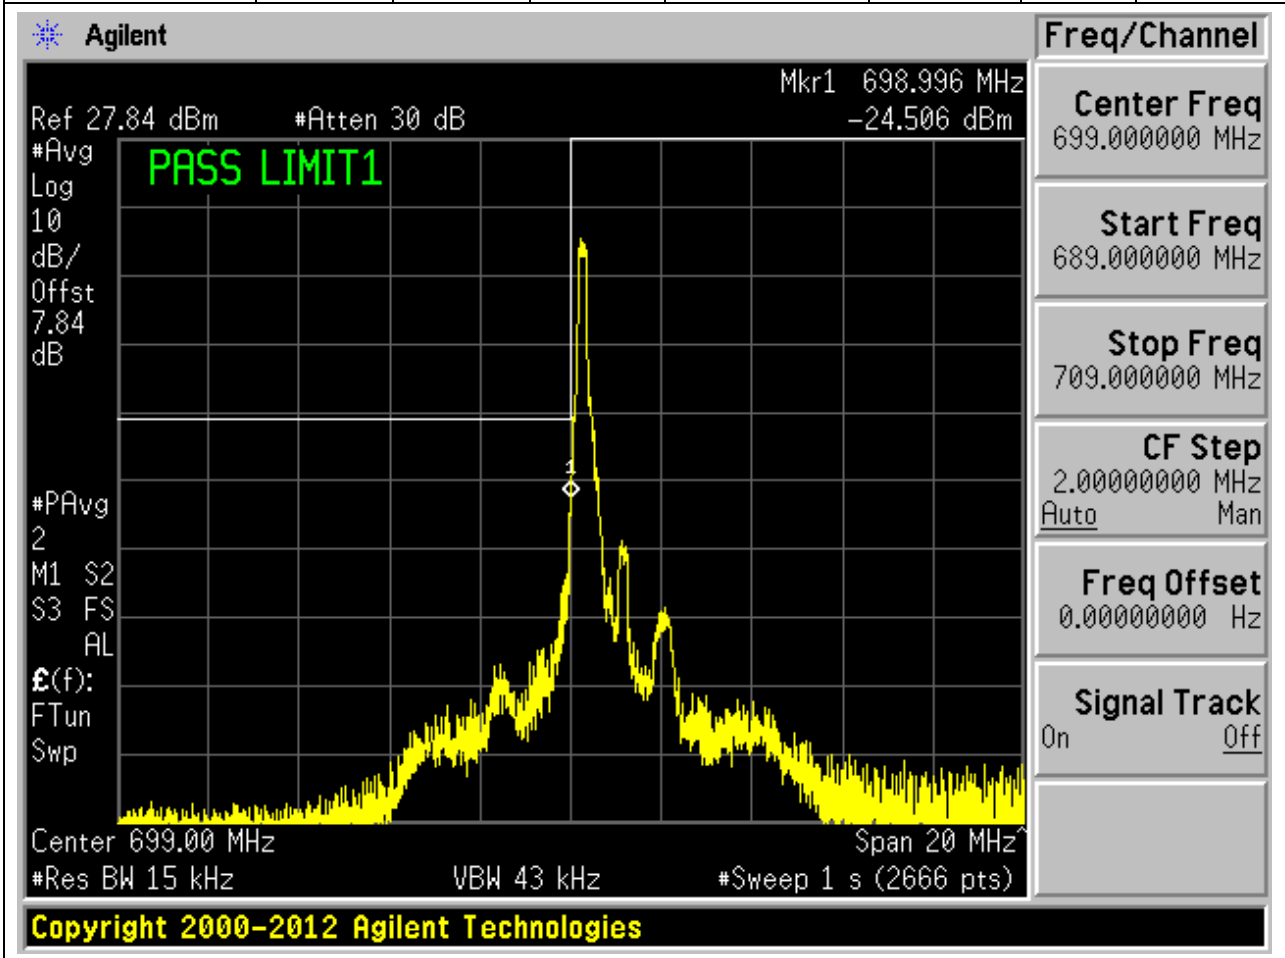 Agilent
Freq/Channel
Mkr1 698.996 MHz
Ref 27.84 dBm #Atten 30 dB -24.506 dBm
#Avg
Log
10
dB/
Offst
7.84
dB
PASS LIMIT1
1
#PAvg
2
M1 S2
S3 FS
AL
£(f):
FTun
Swp
Center 699.00 MHz Span 20 MHz^
#Res BW 15 kHz VBW 43 kHz #Sweep 1 s (2666 pts)
Copyright 2000-2012 Agilent Technologies
Center Freq
699.000000 MHz
Start Freq
689.000000 MHz
Stop Freq
709.000000 MHz
CF Step
2.00000000 MHz
Auto Man
Freq Offset
0.00000000 Hz
Signal Track
On Off